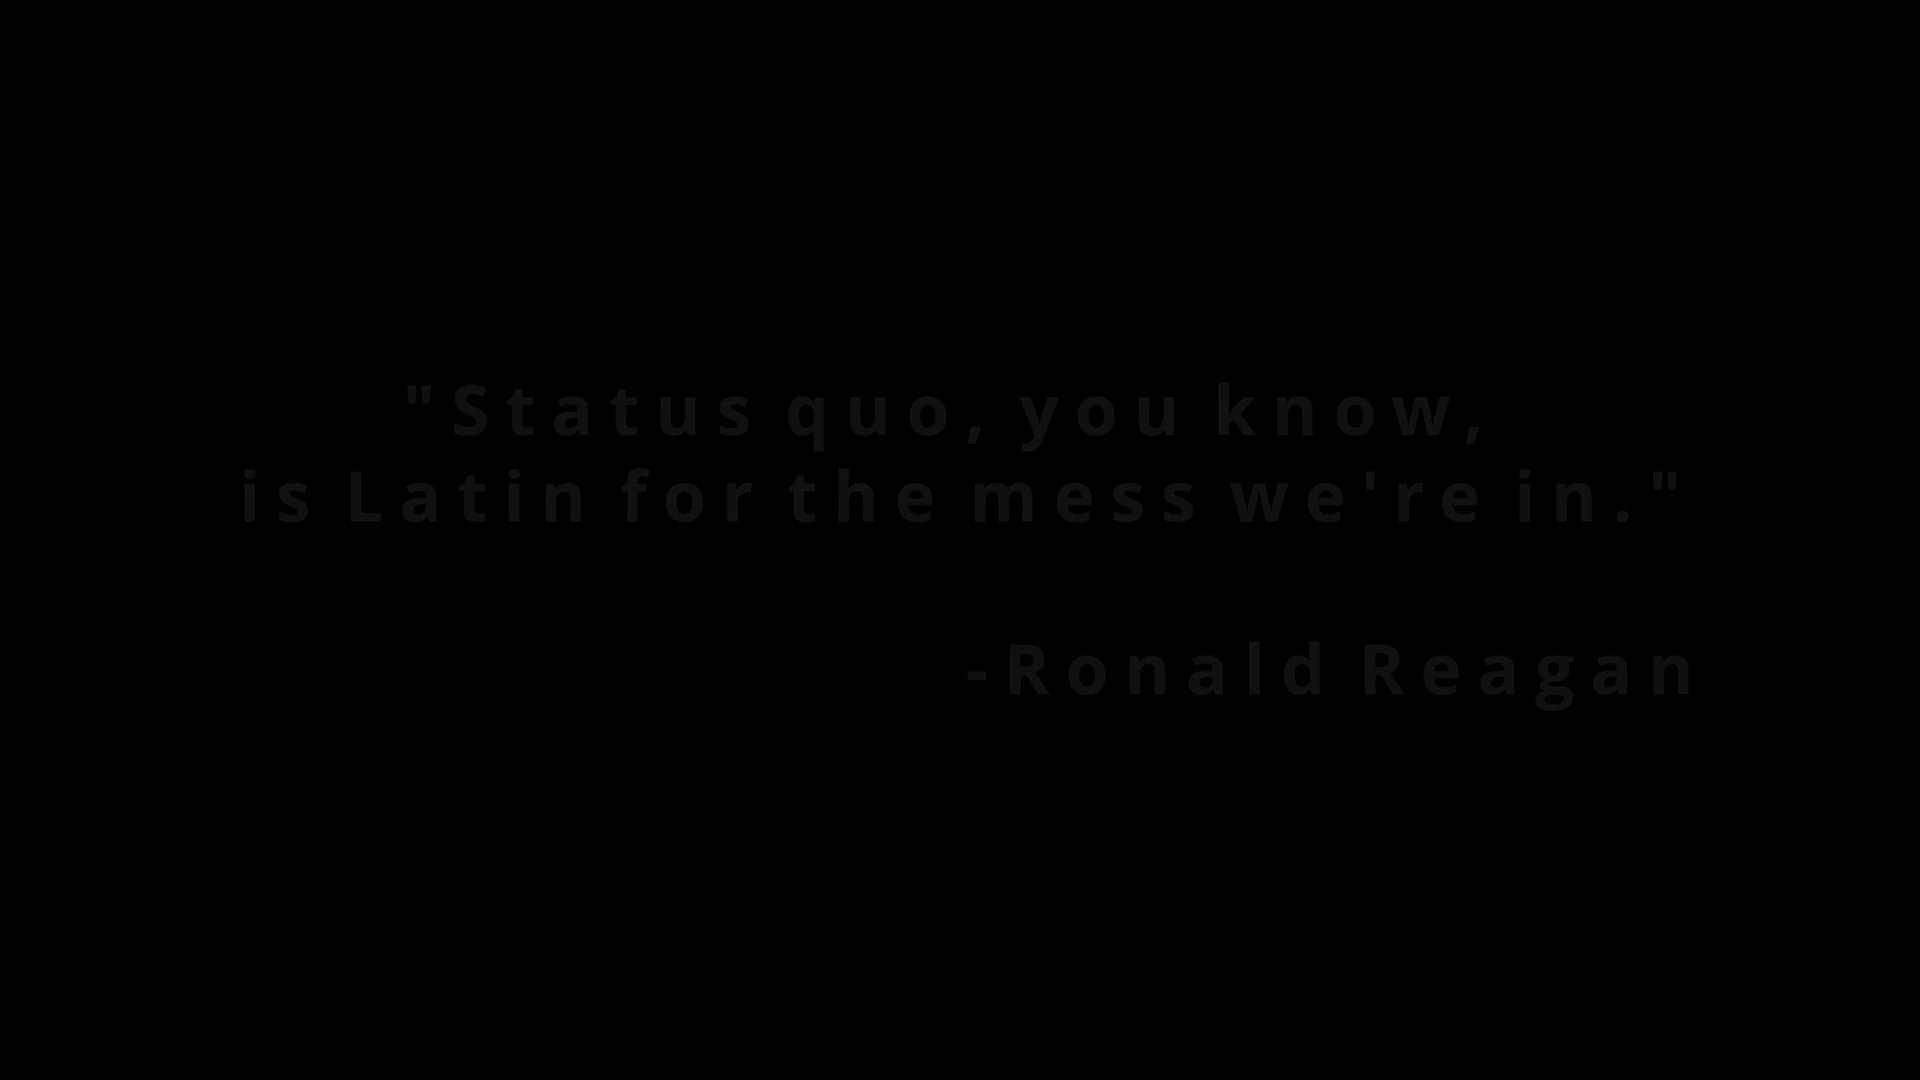 "Status quo, you know,
is Latin for the mess we're in."
-Ronald Reagan